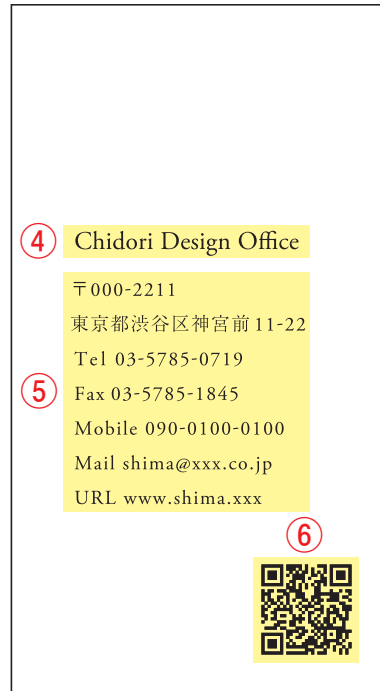 ④ Chidori Design Office
〒000-2211
東京都渋谷区神宮前11-22
Tel 03-5785-0719
⑤ Fax 03-5785-1845
Mobile 090-0100-0100
Mail shima@xxx.co.jp
URL www.shima.xxx
⑥